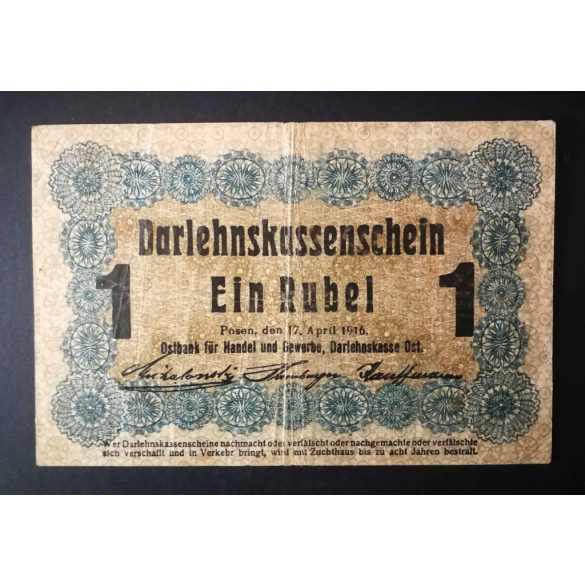 Darlehnskassenschein
1 Ein Rubel 1
Posen, den 17. April 1916.
Ostbank für Handel und Gewerbe, Darlehnskasse Ost.
Kauffmann
Wer Darlehnskassenscheine nachmacht oder verfälscht oder nachgemachte oder verfälschte
sich verschafft und in Verkehr bringt, wird mit Zuchthaus bis zu acht Jahren bestraft.